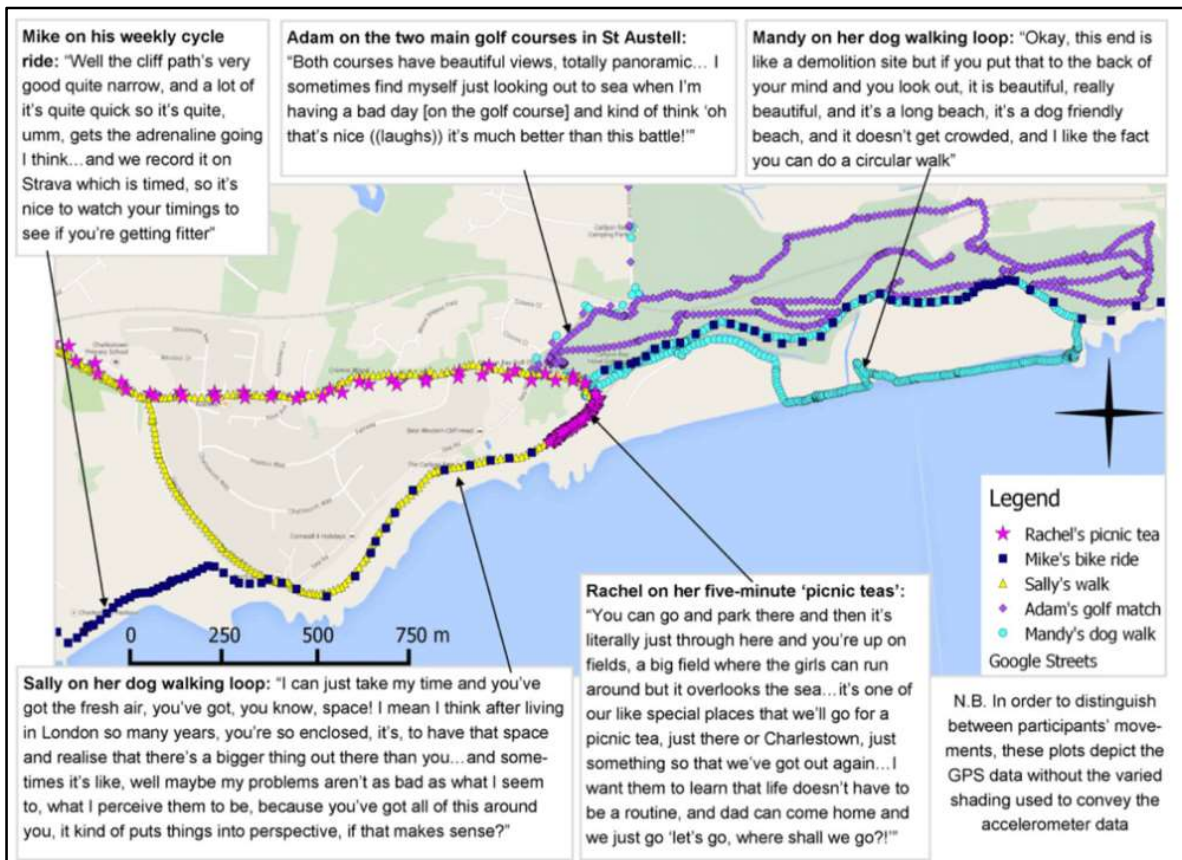 Mike on his weekly cycle
ride: “Well the cliff path’s very
good quite narrow, and a lot of
it’s quite quick so it’s quite,
umm, gets the adrenaline going
I think…and we record it on
Strava which is timed, so it’s
nice to watch your timings to
see if you’re getting fitter”
Adam on the two main golf courses in St Austell:
“Both courses have beautiful views, totally panoramic… I
sometimes find myself just looking out to sea when I’m
having a bad day [on the golf course] and kind of think ‘oh
that’s nice ((laughs)) it’s much better than this battle!’”
Mandy on her dog walking loop: “Okay, this end is
like a demolition site but if you put that to the back of
your mind and you look out, it is beautiful, really
beautiful, and it’s a long beach, it’s a dog friendly
beach, and it doesn’t get crowded, and I like the fact
you can do a circular walk”
Charlestown
Primary School
0 250 500 750 m
Legend
Rachel's picnic tea
Mike's bike ride
Sally's walk
Adam's golf match
Mandy's dog walk
Google Streets
Sally on her dog walking loop: “I can just take my time and you’ve
got the fresh air, you’ve got, you know, space! I mean I think after living
in London so many years, you’re so enclosed, it’s, to have that space
and realise that there’s a bigger thing out there than you…and some-
times it’s like, well maybe my problems aren’t as bad as what I seem
to, what I perceive them to be, because you’ve got all of this around
you, it kind of puts things into perspective, if that makes sense?”
Rachel on her five-minute ‘picnic teas’:
“You can go and park there and then it’s
literally just through here and you’re up on
fields, a big field where the girls can run
around but it overlooks the sea…it’s one of
our like special places that we’ll go for a
picnic tea, just there or Charlestown, just
something so that we’ve got out again…I
want them to learn that life doesn’t have to
be a routine, and dad can come home and
we just go ‘let’s go, where shall we go?!’”
N.B. In order to distinguish
between participants’ move-
ments, these plots depict the
GPS data without the varied
shading used to convey the
accelerometer data